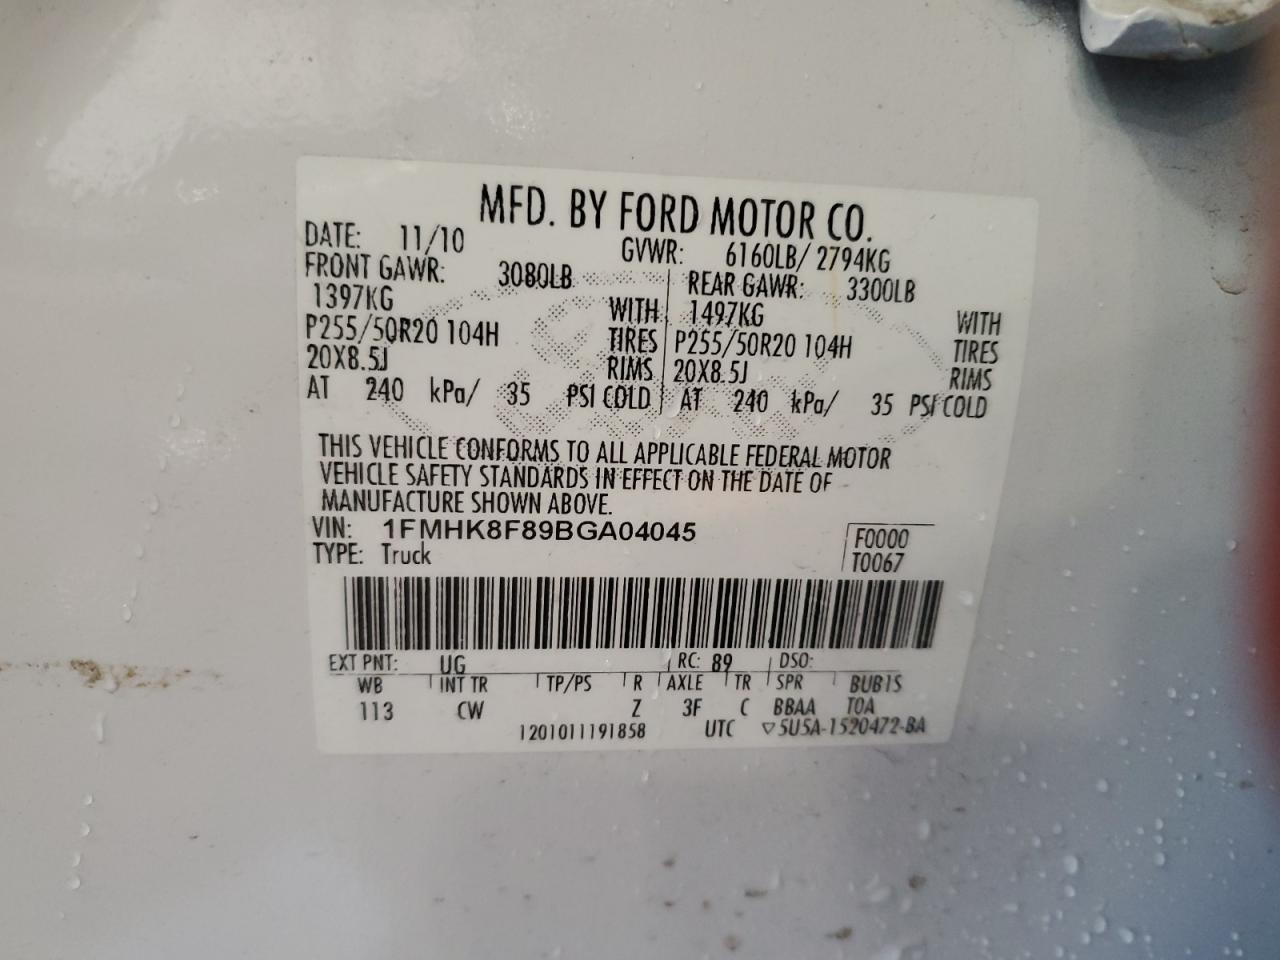 MFD. BY FORD MOTOR CO.
DATE: 11/10 GVWR: 6160LB/ 2794KG
FRONT GAWR: 3080LB REAR GAWR: 3300LB
1397KG WITH 1497KG WITH
P255/50R20 104H TIRES P255/50R20 104H TIRES
20X8.5J RIMS 20X8.5J RIMS
AT 240 kPa/ 35 PSI COLD AT 240 kPa/ 35 PSI COLD
THIS VEHICLE CONFORMS TO ALL APPLICABLE FEDERAL MOTOR
VEHICLE SAFETY STANDARDS IN EFFECT ON THE DATE OF
MANUFACTURE SHOWN ABOVE.
VIN: 1FMHK8F89BGA04045 F0000
TYPE: Truck T0067
EXT PNT: UG RC: 89 DSO:
WB INT TR TP/PS R AXLE TR SPR BUB1S
113 CW Z 3F C BBAA TOA
1201011191858 UTC ▽5U5A-1520472-BA